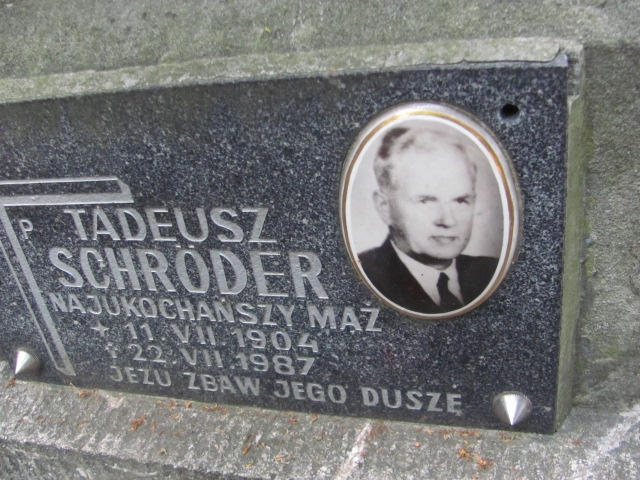 P
TADEUSZ
SCHRÖDER
NAJUKOCHAŃSZY MĄŻ
* 11 VII 1904
† 22 VII 1987
JEZU ZBAW JEGO DUSZĘ